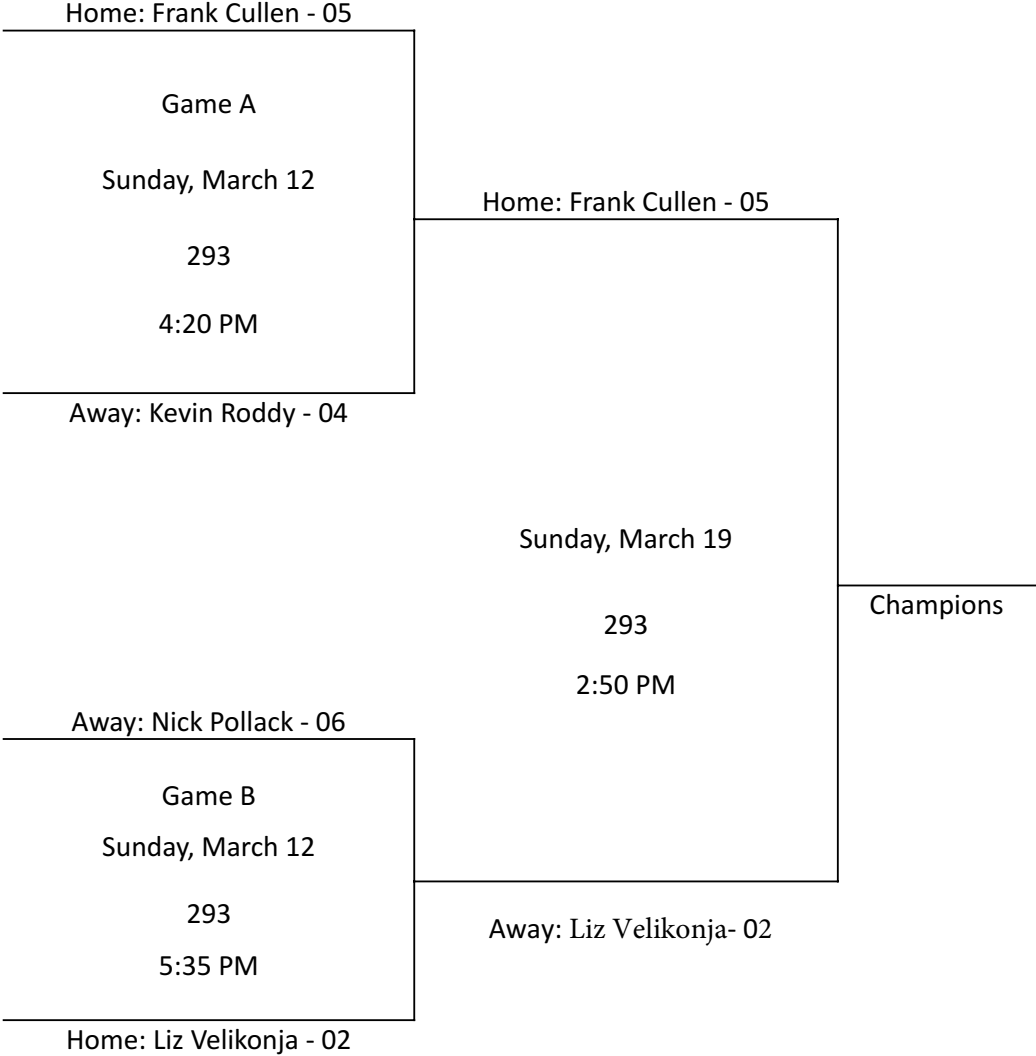 Home: Frank Cullen - 05
Game A
Sunday, March 12
293
4:20 PM
Away: Kevin Roddy - 04
Home: Frank Cullen - 05
Sunday, March 19
293
2:50 PM
Champions
Away: Nick Pollack - 06
Game B
Sunday, March 12
293
5:35 PM
Home: Liz Velikonja - 02
Away: Liz Velikonja- 02